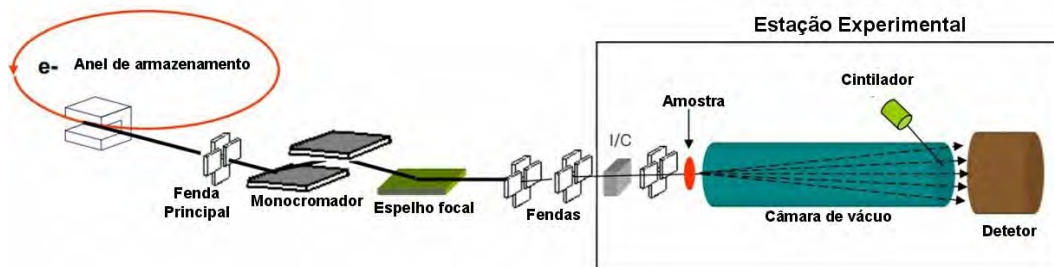 Estação Experimental
e- Anel de armazenamento
Cintilador
Amostra
I/C
Fenda
Principal
Monocromador
Espelho focal
Fendas
Câmara de vácuo
Detetor